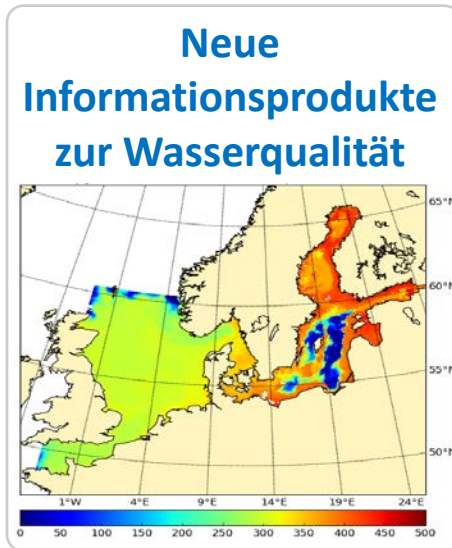 Neue
Informationsprodukte
zur Wasserqualität
65°N
60°N
55°N
50°N
1°W 4°E 9°E 14°E 19°E 24°E
0 50 100 150 200 250 300 350 400 450 500